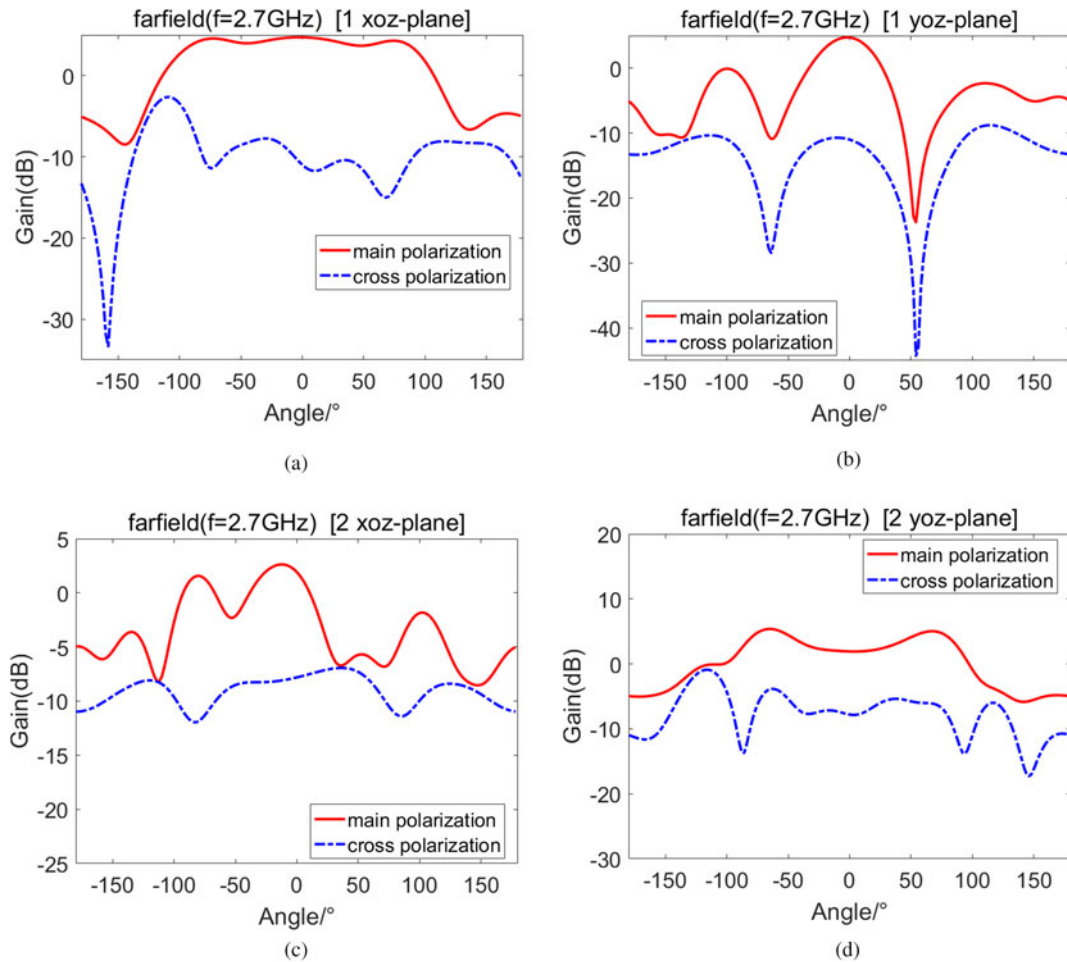 farfield(f=2.7GHz) [1 xoz-plane]
0
-10
-20
-30
Gain(dB)
main polarization
cross polarization
-150 -100 -50 0 50 100 150
Angle/°
(a)
farfield(f=2.7GHz) [1 yoz-plane]
0
-10
-20
-30
-40
Gain(dB)
main polarization
cross polarization
-150 -100 -50 0 50 100 150
Angle/°
(b)
farfield(f=2.7GHz) [2 xoz-plane]
5
0
-5
-10
-15
-20
-25
Gain(dB)
main polarization
cross polarization
-150 -100 -50 0 50 100 150
Angle/°
(c)
farfield(f=2.7GHz) [2 yoz-plane]
20
10
0
-10
-20
-30
Gain(dB)
main polarization
cross polarization
-150 -100 -50 0 50 100 150
Angle/°
(d)